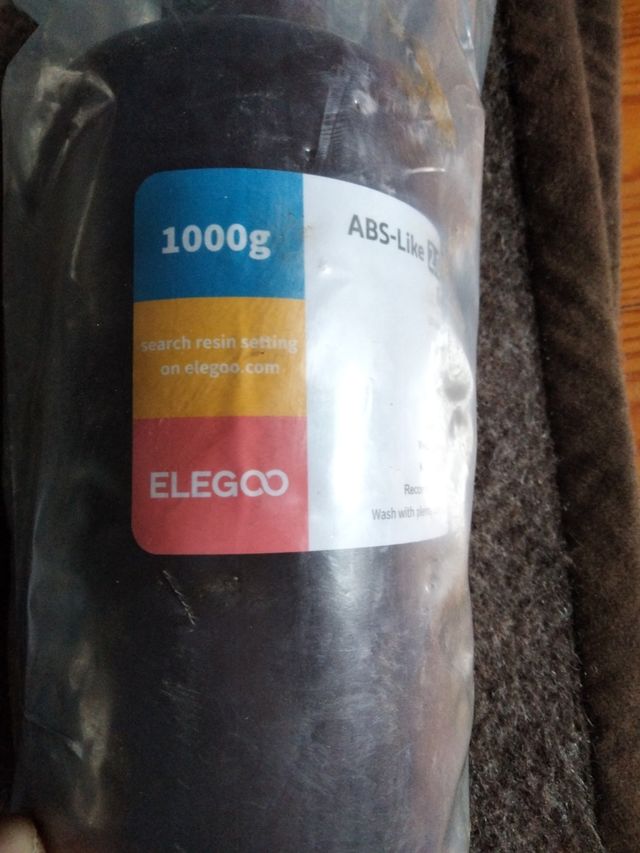 1000g
search resin setting
on elegoo.com
ELEGOO
ABS-Like
Wash with